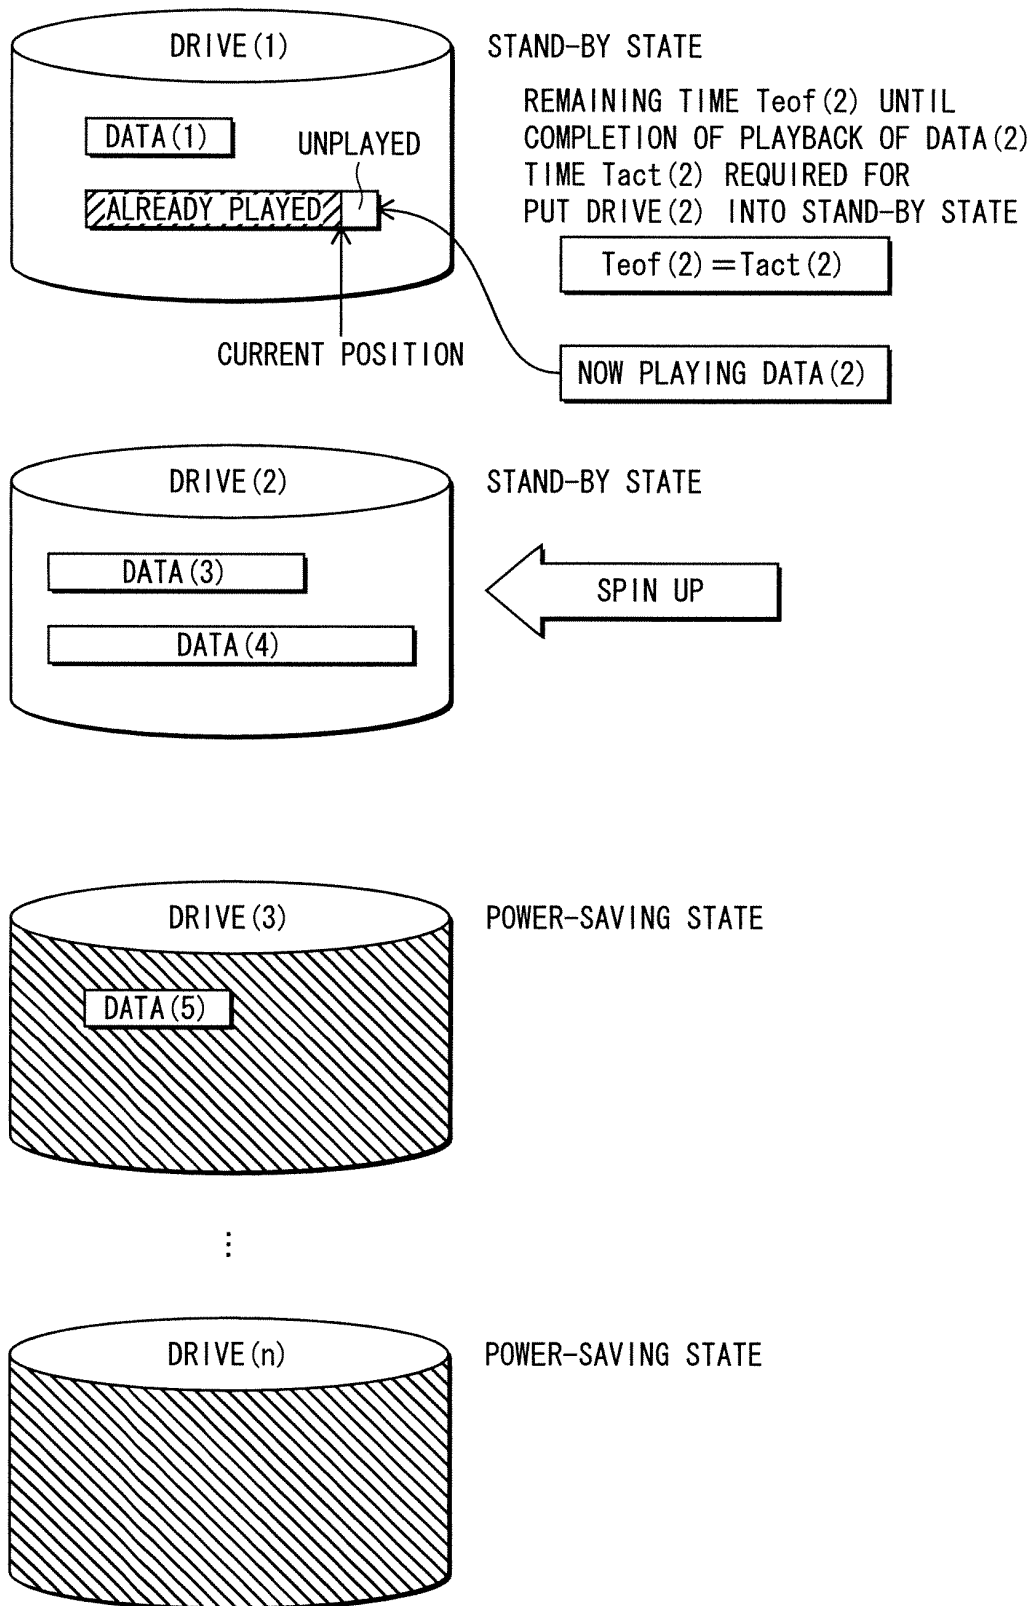 DRIVE(1)
STAND-BY STATE
DATA(1)
UNPLAYED
ALREADY PLAYED
CURRENT POSITION
REMAINING TIME Teof(2) UNTIL
COMPLETION OF PLAYBACK OF DATA(2)
TIME Tact(2) REQUIRED FOR
PUT DRIVE(2) INTO STAND-BY STATE
Teof(2)=Tact(2)
NOW PLAYING DATA(2)
DRIVE(2)
STAND-BY STATE
DATA(3)
DATA(4)
SPIN UP
DRIVE(3)
POWER-SAVING STATE
DATA(5)
⋮
DRIVE(n)
POWER-SAVING STATE